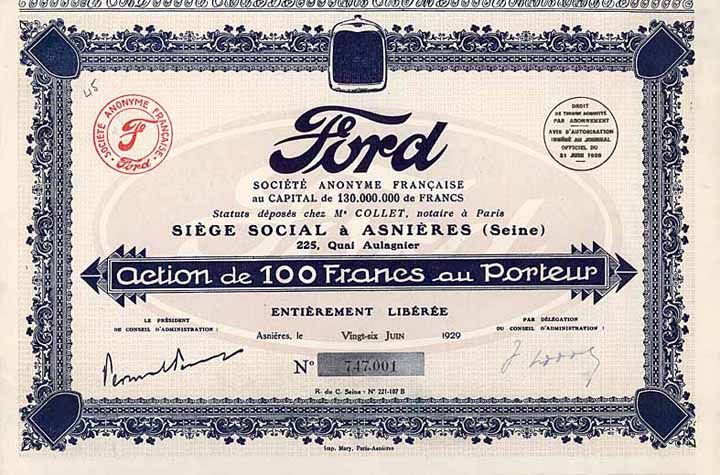 45
SOCIÉTÉ ANONYME FRANÇAISE
F
Ford
DROIT
DE TIMBRE ACQUITTÉ
PAR ABONNEMENT
AVIS D'AUTORISATION
INSÉRÉ AU JOURNAL
OFFICIEL DU
21 JUIN 1929
Ford
SOCIÉTÉ ANONYME FRANÇAISE
au CAPITAL de 130.000.000 de FRANCS
Statuts déposés chez Me COLLET, notaire à Paris
SIÈGE SOCIAL à ASNIÈRES (Seine)
225, Quai Aulagnier
Action de 100 Francs au Porteur
ENTIÈREMENT LIBÉRÉE
LE PRÉSIDENT
DU CONSEIL D'ADMINISTRATION :
PAR DÉLÉGATION
DU CONSEIL D'ADMINISTRATION :
Asnières, le Vingt-six JUIN 1929
No 747.001
R. du C. Seine : No 221-187 B
Imp. Mary, Paris-Asnières